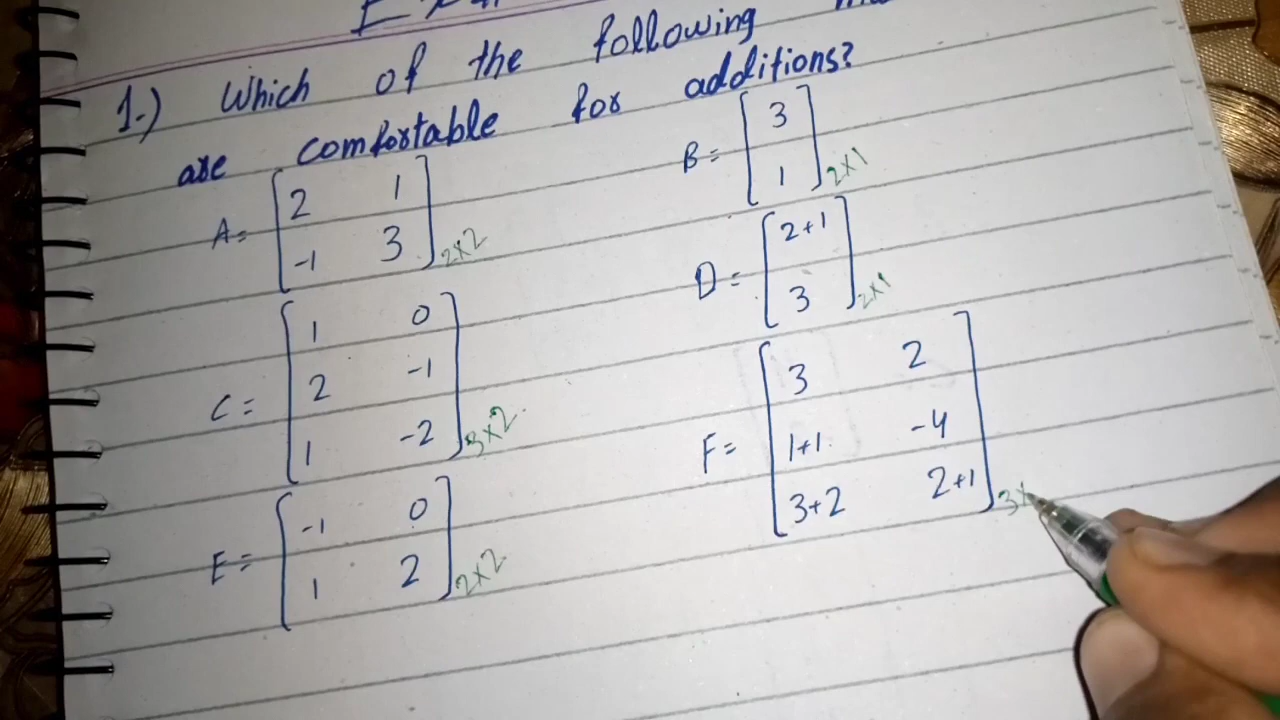 1.) Which of the following
are comfortable for additions?
A= [2 1
-1 3] 2x2
B= [3
1] 2x1
C= [1 0
2 -1
1 -2] 3x2.
D= [2+1
3] 2x1
E= [-1 0
1 2] 2x2.
F= [3 2
1+1. -4
3+2 2+1] 3x